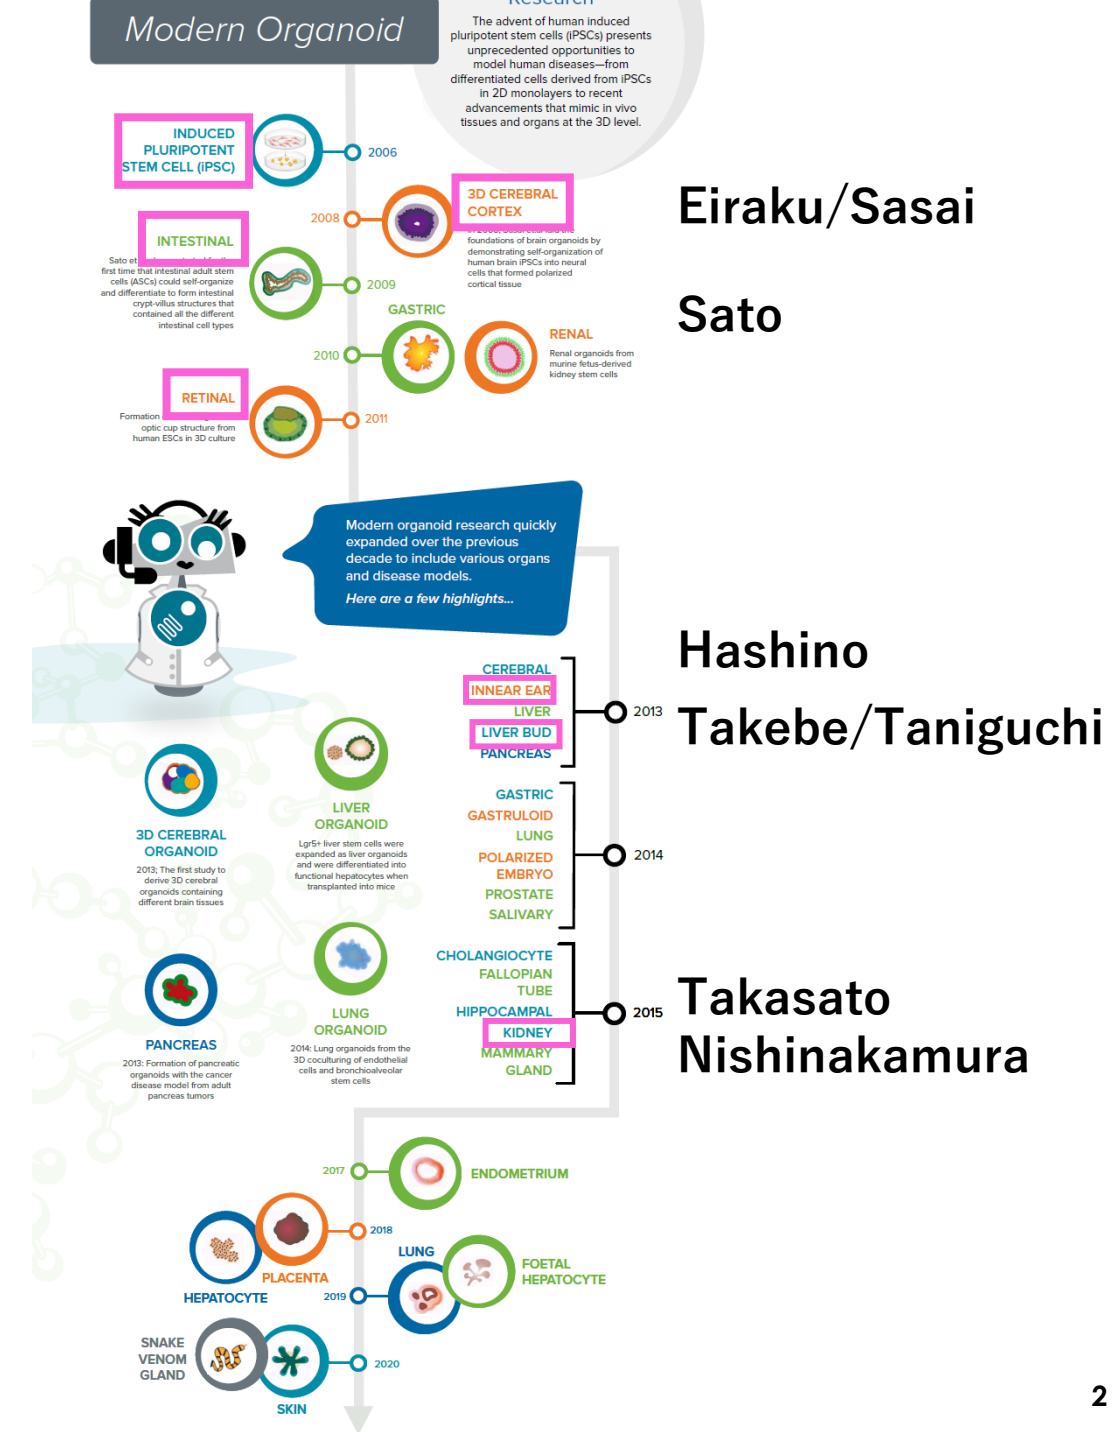 Modern Organoid
Research
The advent of human induced
pluripotent stem cells (iPSCs) presents
unprecedented opportunities to
model human diseases—from
differentiated cells derived from iPSCs
in 2D monolayers to recent
advancements that mimic in vivo
tissues and organs at the 3D level.
INDUCED
PLURIPOTENT
STEM CELL (iPSC)
2006
2008
3D CEREBRAL
CORTEX
foundations of brain organoids by
demonstrating self-organization of
human brain iPSCs into neural
cells that formed polarized
cortical tissue
Eiraku/Sasai
INTESTINAL
Sato et
first time that intestinal adult stem
cells (ASCs) could self-organize
and differentiate to form intestinal
crypt-villus structures that
contained all the different
intestinal cell types
2009
Sato
GASTRIC
2010
RENAL
Renal organoids from
murine fetus-derived
kidney stem cells
RETINAL
Formation
optic cup structure from
human ESCs in 3D culture
2011
Modern organoid research quickly
expanded over the previous
decade to include various organs
and disease models.
Here are a few highlights...
CEREBRAL
INNEAR EAR
LIVER
LIVER BUD
PANCREAS
2013
Hashino
Takebe/Taniguchi
3D CEREBRAL
ORGANOID
2013; The first study to
derive 3D cerebral
organoids containing
different brain tissues
LIVER
ORGANOID
Lgr5+ liver stem cells were
expanded as liver organoids
and were differentiated into
functional hepatocytes when
transplanted into mice
GASTRIC
GASTRULOID
LUNG
POLARIZED
EMBRYO
PROSTATE
SALIVARY
2014
PANCREAS
2013: Formation of pancreatic
organoids with the cancer
disease model from adult
pancreas tumors
LUNG
ORGANOID
2014: Lung organoids from the
3D coculturing of endothelial
cells and bronchioalveolar
stem cells
CHOLANGIOCYTE
FALLOPIAN
TUBE
HIPPOCAMPAL
KIDNEY
MAMMARY
GLAND
2015
Takasato
Nishinakamura
2017
ENDOMETRIUM
2018
PLACENTA
HEPATOCYTE
2019
LUNG
FOETAL
HEPATOCYTE
SNAKE
VENOM
GLAND
SKIN
2020
2